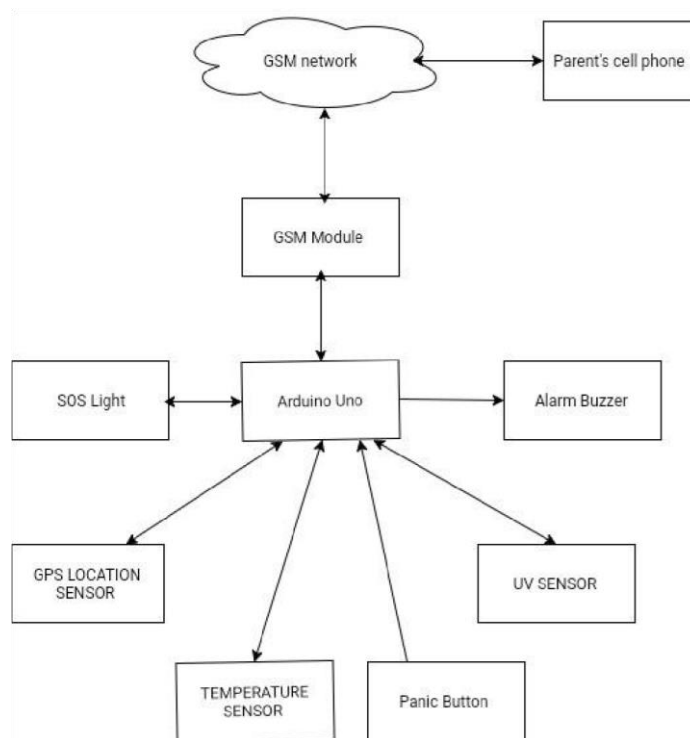 GSM network
Parent's cell phone
GSM Module
SOS Light
Arduino Uno
Alarm Buzzer
GPS LOCATION
SENSOR
UV SENSOR
TEMPERATURE
SENSOR
Panic Button